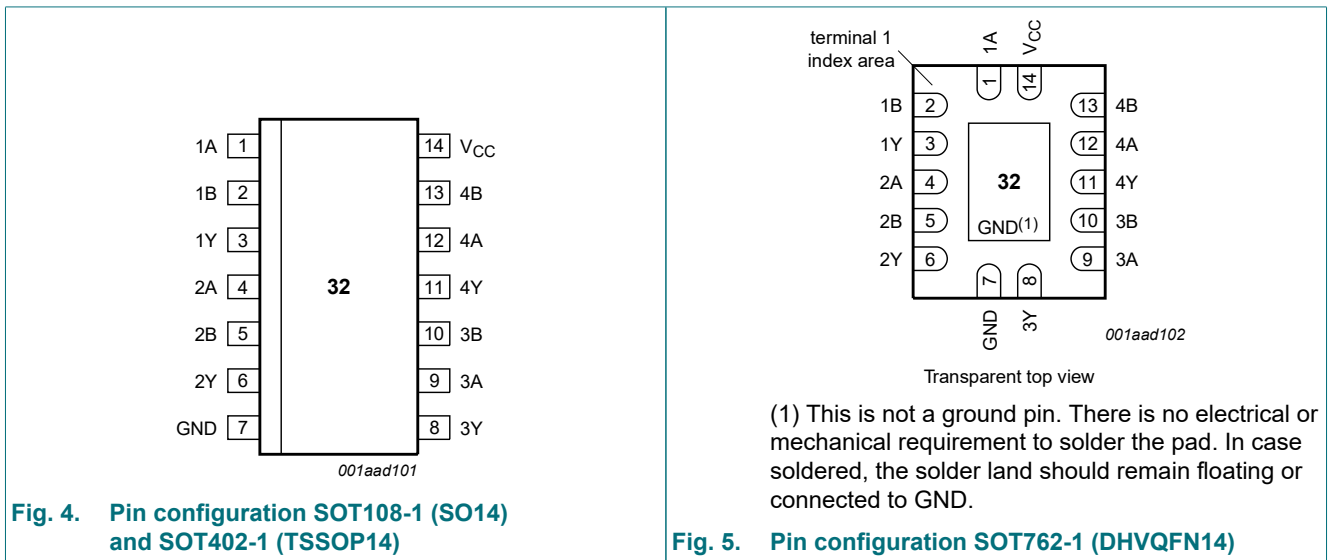 1A 1 14 VCC
1B 2 13 4B
1Y 3 12 4A
2A 4 32 11 4Y
2B 5 10 3B
2Y 6 9 3A
GND 7 8 3Y
001aad101
Fig. 4. Pin configuration SOT108-1 (SO14)
and SOT402-1 (TSSOP14)
terminal 1
index area
1A VCC
1 14
1B 2 13 4B
1Y 3 12 4A
2A 4 32 11 4Y
2B 5 GND(1) 10 3B
2Y 6 9 3A
7 8
GND 3Y
001aad102
Transparent top view
(1) This is not a ground pin. There is no electrical or
mechanical requirement to solder the pad. In case
soldered, the solder land should remain floating or
connected to GND.
Fig. 5. Pin configuration SOT762-1 (DHVQFN14)